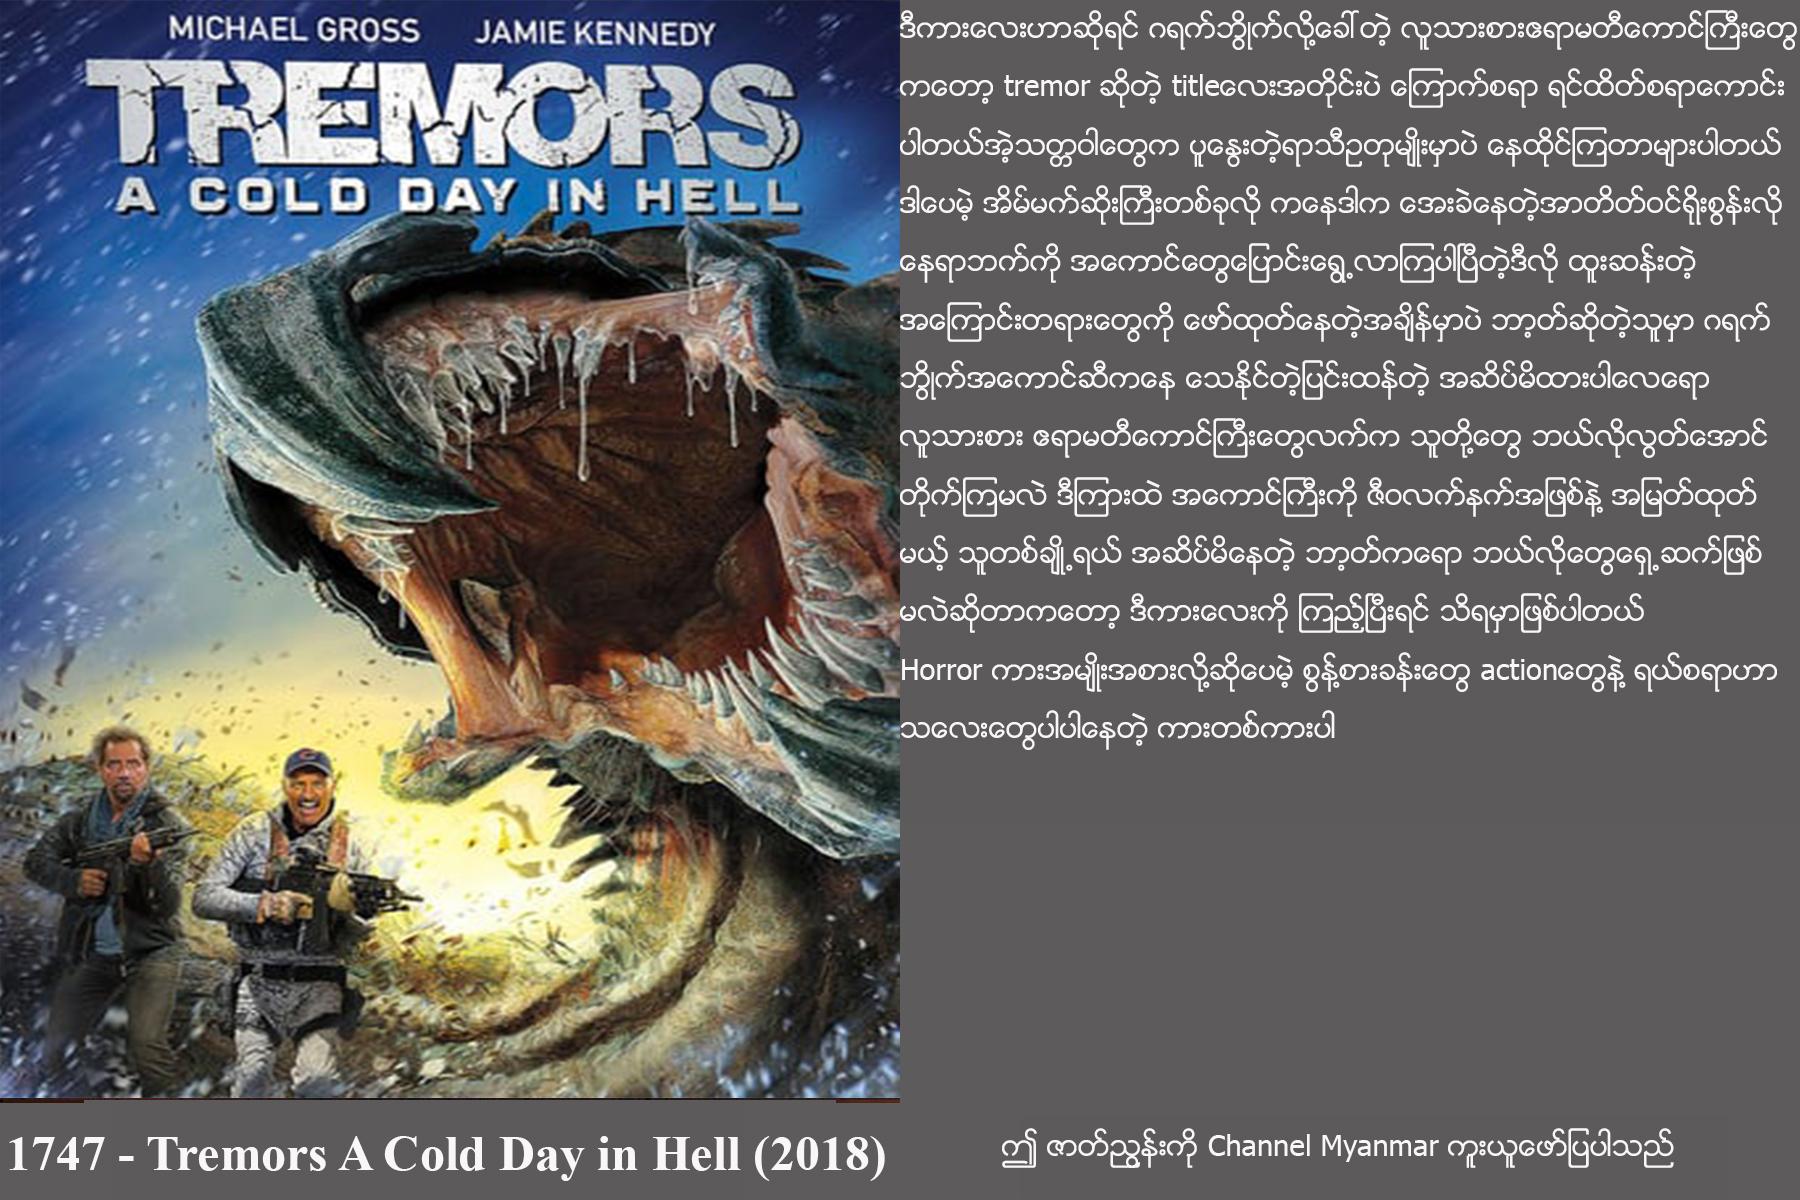 MICHAEL GROSS JAMIE KENNEDY
TREMORS
A COLD DAY IN HELL
ဒီကားလေးဟာဆိုရင် ဂရက်ဘွိုက်လို့ခေါ်တဲ့ လူသားစားဧရာမတီကောင်ကြီးတွေ
ကတော့ tremor ဆိုတဲ့ titleလေးအတိုင်းပဲ ကြောက်စရာ ရင်ထိတ်စရာကောင်း
ပါတယ်အဲ့သတ္တဝါတွေက ပူနွေးတဲ့ရာသီဥတုမျိုးမှာပဲ နေထိုင်ကြတာများပါတယ်
ဒါပေမဲ့ အိမ်မက်ဆိုးကြီးတစ်ခုလို ကနေဒါက အေးခဲနေတဲ့အာတိတ်ဝင်ရိုးစွန်းလို
နေရာဘက်ကို အကောင်တွေပြောင်းရွေ့လာကြပါပြီတဲ့ဒီလို ထူးဆန်းတဲ့
အကြောင်းတရားတွေကို ဖော်ထုတ်နေတဲ့အချိန်မှာပဲ ဘာ့တ်ဆိုတဲ့သူမှာ ဂရက်
ဘွိုက်အကောင်ဆီကနေ သေနိုင်တဲ့ပြင်းထန်တဲ့ အဆိပ်မိထားပါလေရော
လူသားစား ဧရာမတီကောင်ကြီးတွေလက်က သူတို့တွေ ဘယ်လိုလွတ်အောင်
တိုက်ကြမလဲ ဒီကြားထဲ အကောင်ကြီးကို ဇီဝလက်နက်အဖြစ်နဲ့ အမြတ်ထုတ်
မယ့် သူတစ်ချို့ရယ် အဆိပ်မိနေတဲ့ ဘာ့တ်ကရော ဘယ်လိုတွေရှေ့ဆက်ဖြစ်
မလဲဆိုတာကတော့ ဒီကားလေးကို ကြည့်ပြီးရင် သိရမှာဖြစ်ပါတယ်
Horror ကားအမျိုးအစားလို့ဆိုပေမဲ့ စွန့်စားခန်းတွေ actionတွေနဲ့ ရယ်စရာဟာ
သလေးတွေပါပါနေတဲ့ ကားတစ်ကားပါ
1747 - Tremors A Cold Day in Hell (2018)
ဤ ဇာတ်ညွှန်းကို Channel Myanmar ကူးယူဖော်ပြပါသည်